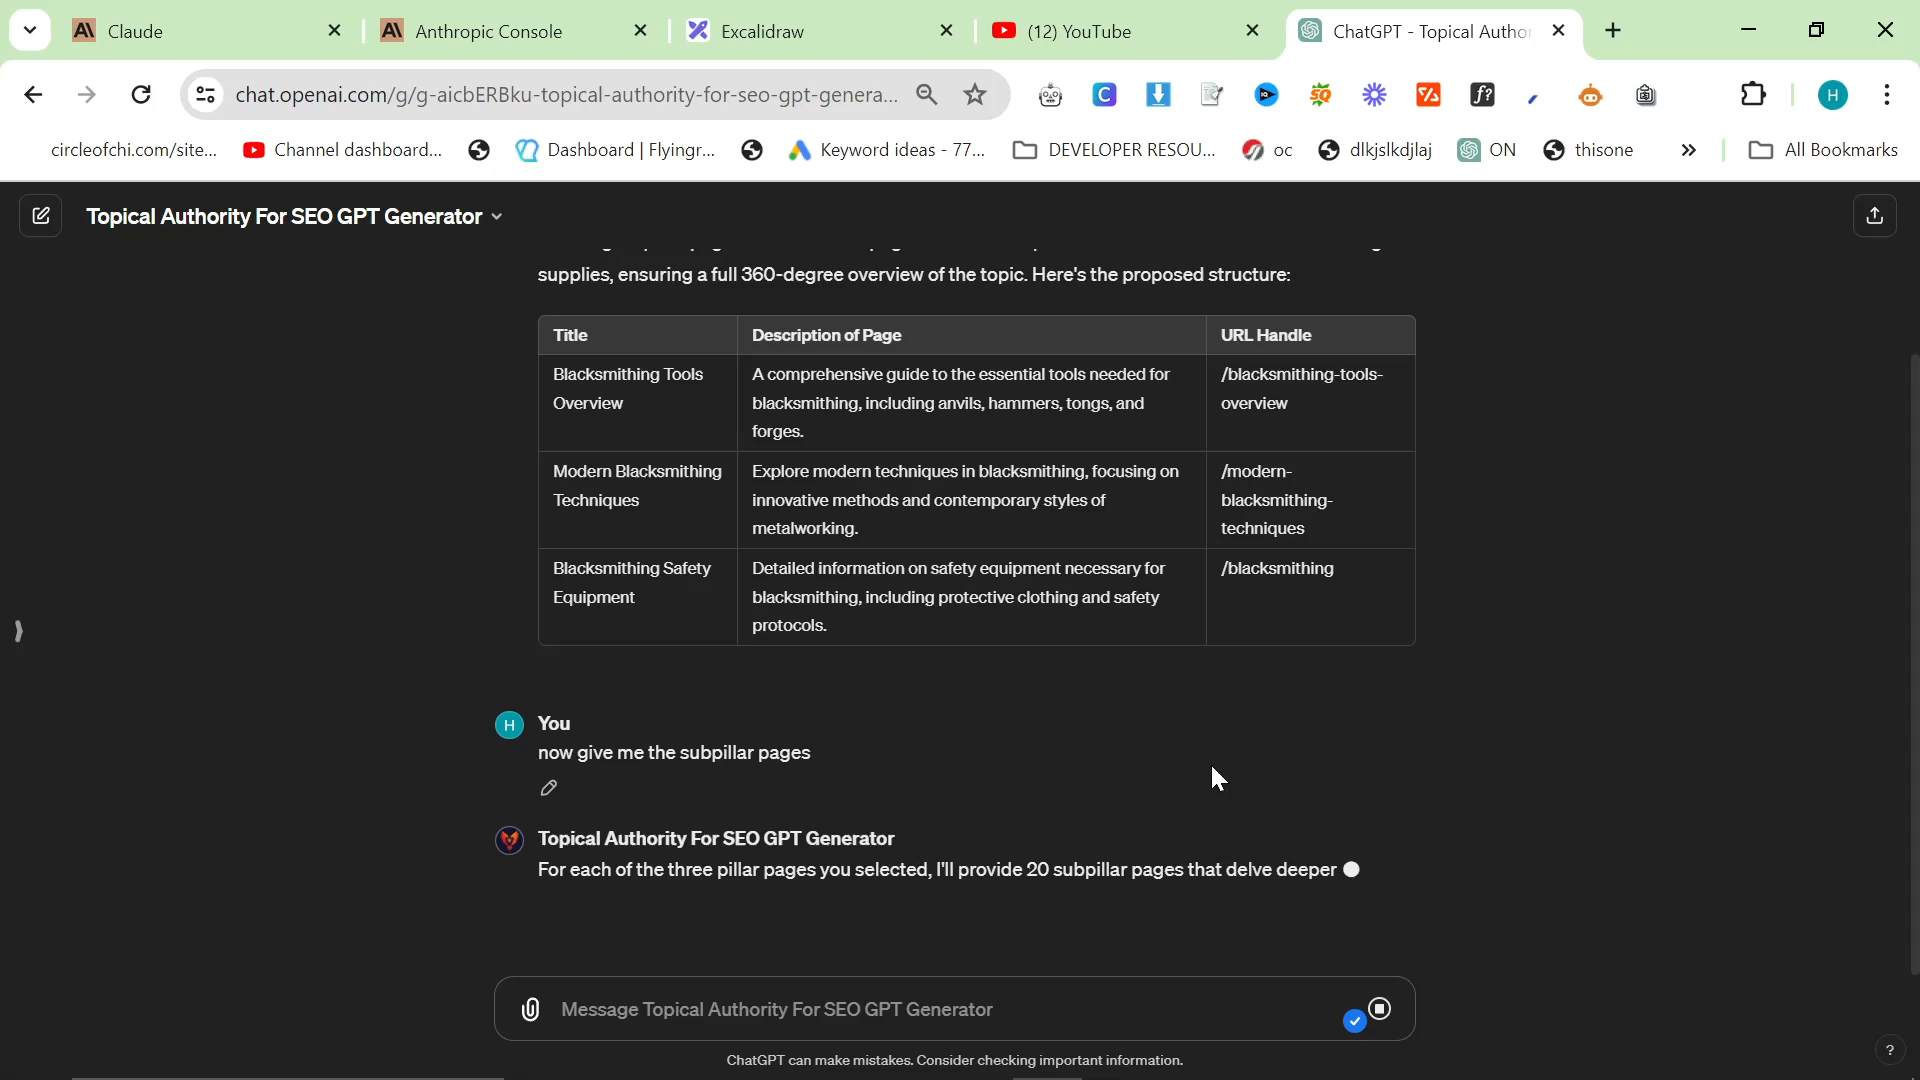 Claude
Anthropic Console
Excalidraw
(12) YouTube
ChatGPT - Topical Autho
chat.openai.com/g/g-aicbERBku-topical-authority-for-seo-gpt-genera...
H
circleofchi.com/site...
Channel dashboard...
Dashboard | Flyingr...
Keyword ideas - 77...
DEVELOPER RESOU...
oc
dlkjslkdjlaj
ON
thisone
All Bookmarks
Topical Authority For SEO GPT Generator
supplies, ensuring a full 360-degree overview of the topic. Here's the proposed structure:
Title
Description of Page
URL Handle
Blacksmithing Tools
Overview
A comprehensive guide to the essential tools needed for
blacksmithing, including anvils, hammers, tongs, and
forges.
/blacksmithing-tools-
overview
Modern Blacksmithing
Techniques
Explore modern techniques in blacksmithing, focusing on
innovative methods and contemporary styles of
metalworking.
/modern-
blacksmithing-
techniques
Blacksmithing Safety
Equipment
Detailed information on safety equipment necessary for
blacksmithing, including protective clothing and safety
protocols.
/blacksmithing
H
You
now give me the subpillar pages
Topical Authority For SEO GPT Generator
For each of the three pillar pages you selected, I'll provide 20 subpillar pages that delve deeper
Message Topical Authority For SEO GPT Generator
ChatGPT can make mistakes. Consider checking important information.
?